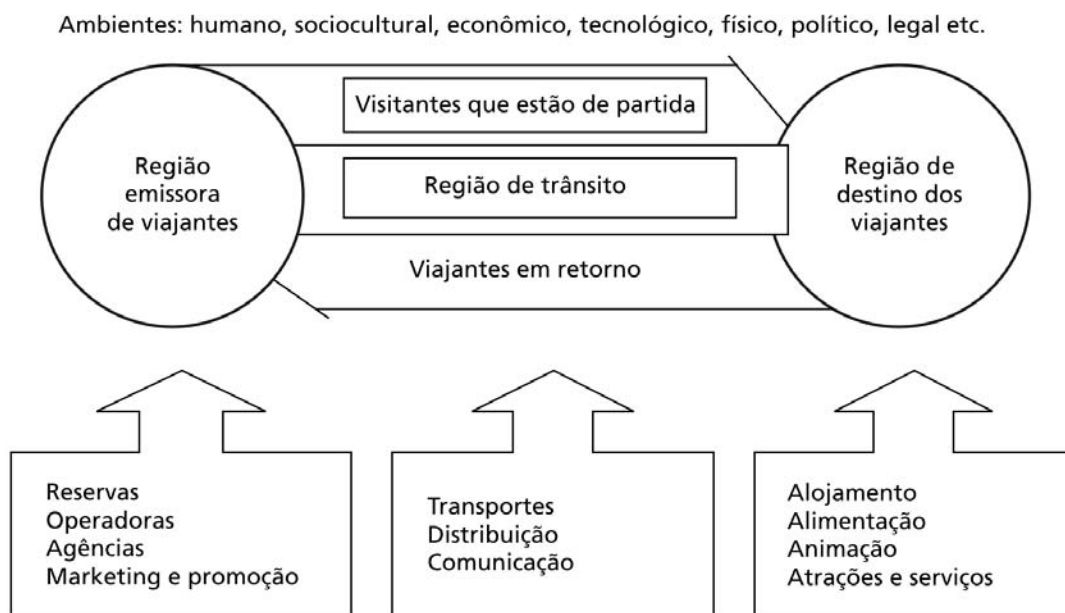 Ambientes: humano, sociocultural, econômico, tecnológico, físico, político, legal etc.
Visitantes que estão de partida
Região
emissora
de viajantes
Região de trânsito
Região de
destino dos
viajantes
Viajantes em retorno
Reservas
Operadoras
Agências
Marketing e promoção
Transportes
Distribuição
Comunicação
Alojamento
Alimentação
Animação
Atrações e serviços